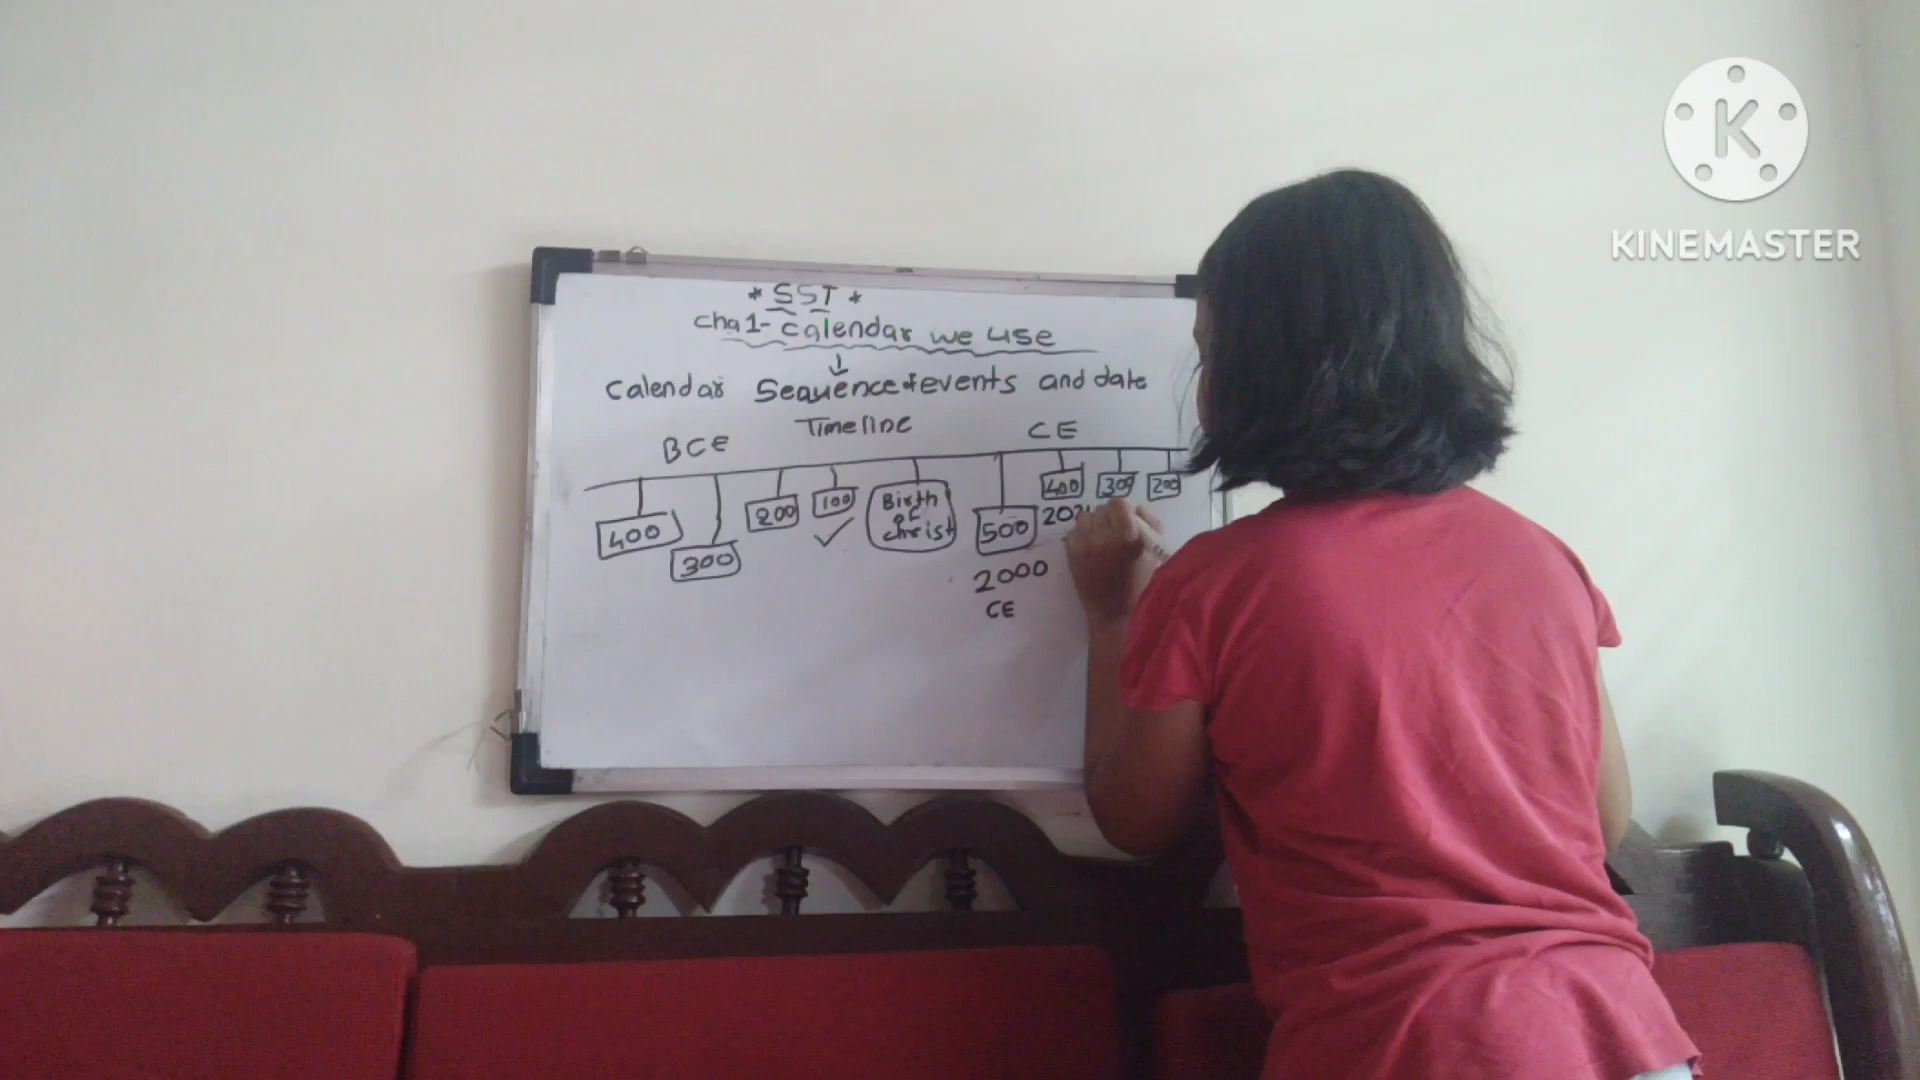 * SST *
cha 1- calendar we use
Calendar Sequence of events and date
Timeline
BCE CE
400 300 200 100 Birth of christ 500 400 300 200
2000
CE
K
KINEMASTER